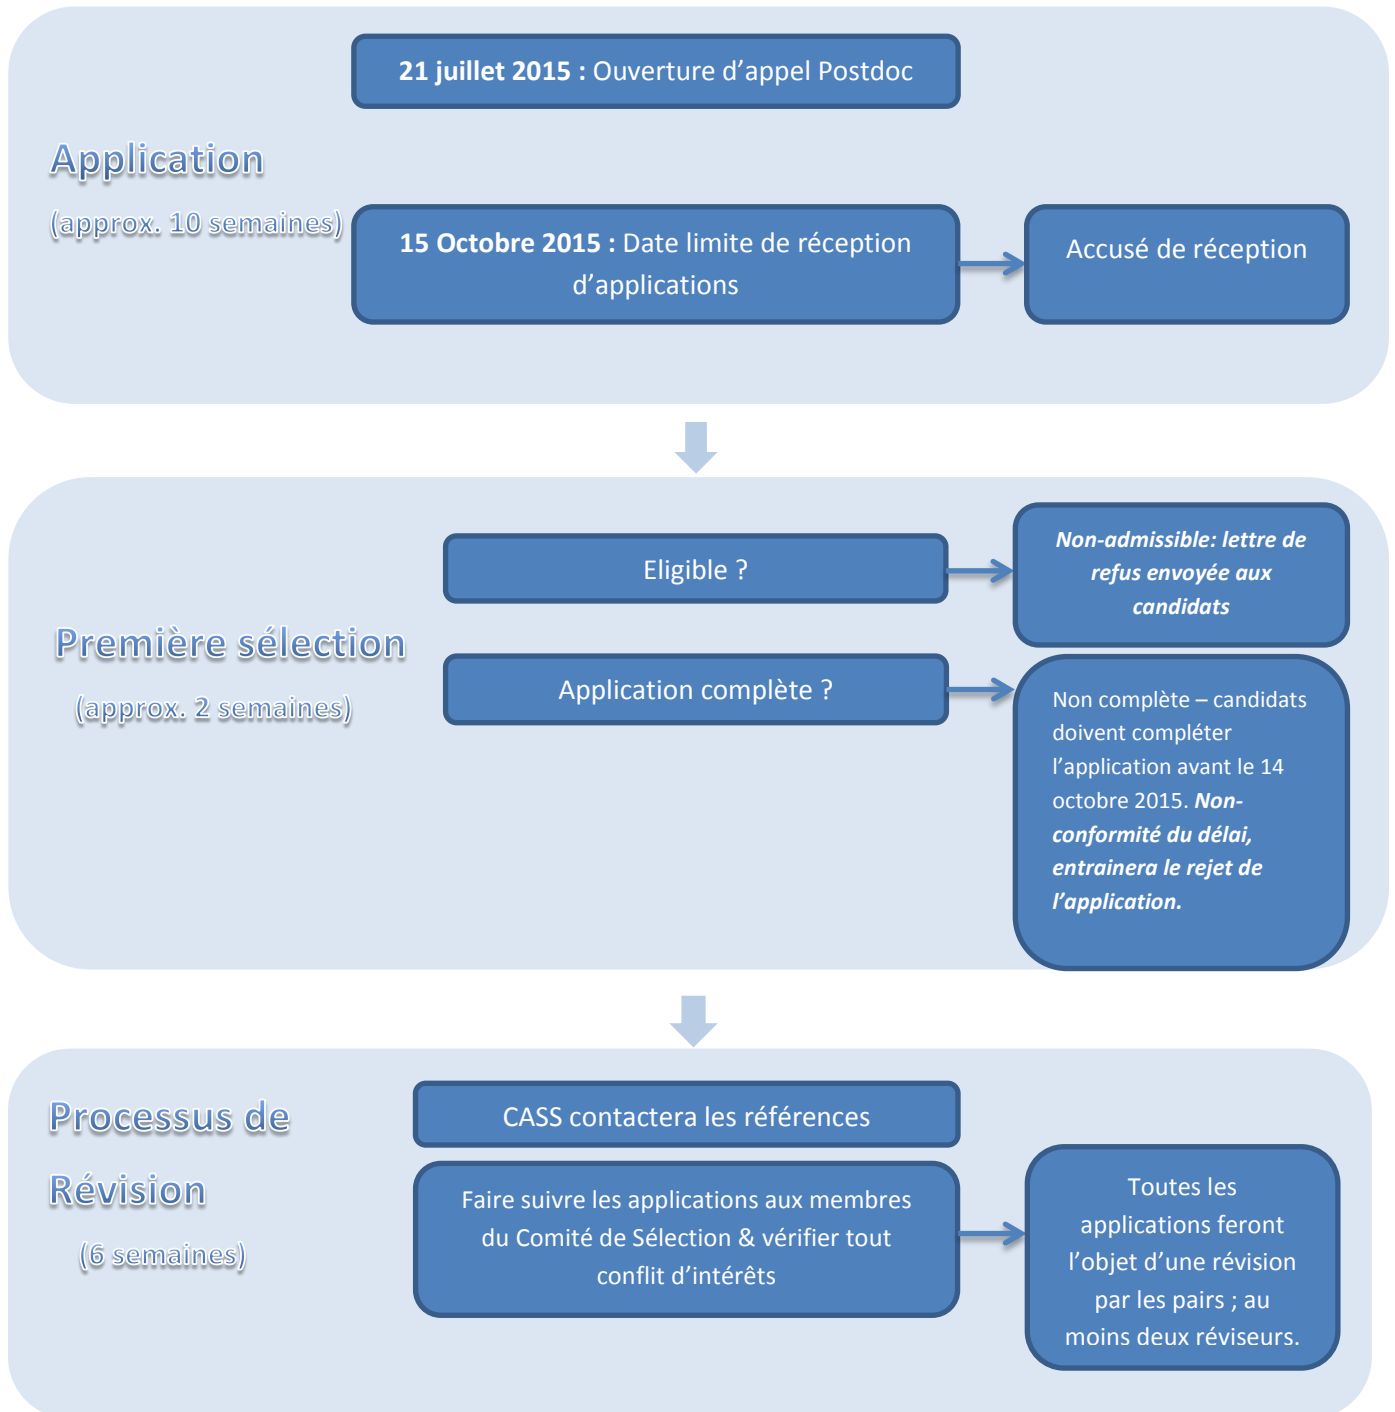 21 juillet 2015 : Ouverture d’appel Postdoc
Application
(approx. 10 semaines)
15 Octobre 2015 : Date limite de réception
d’applications
Accusé de réception
Eligible ?
Non-admissible: lettre de
refus envoyée aux
candidats
Première sélection
(approx. 2 semaines)
Application complète ?
Non complète – candidats
doivent compléter
l’application avant le 14
octobre 2015. Non-
conformité du délai,
entrainera le rejet de
l’application.
Processus de
Révision
(6 semaines)
CASS contactera les références
Faire suivre les applications aux membres
du Comité de Sélection & vérifier tout
conflit d’intérêts
Toutes les
applications feront
l’objet d’une révision
par les pairs ; au
moins deux réviseurs.